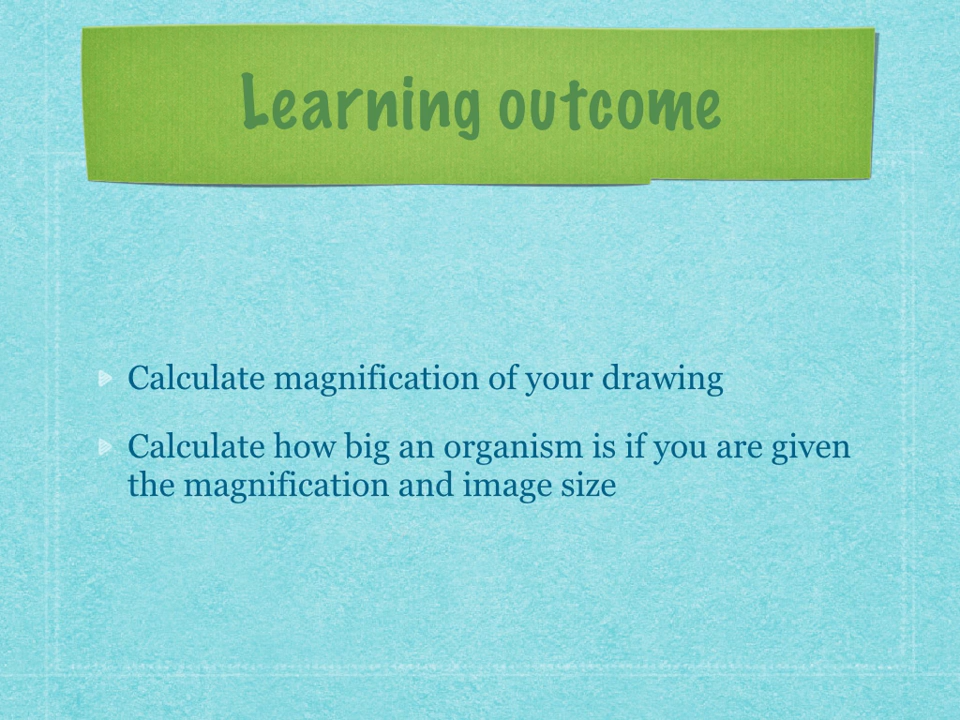 Learning outcome
Calculate magnification of your drawing
Calculate how big an organism is if you are given
the magnification and image size